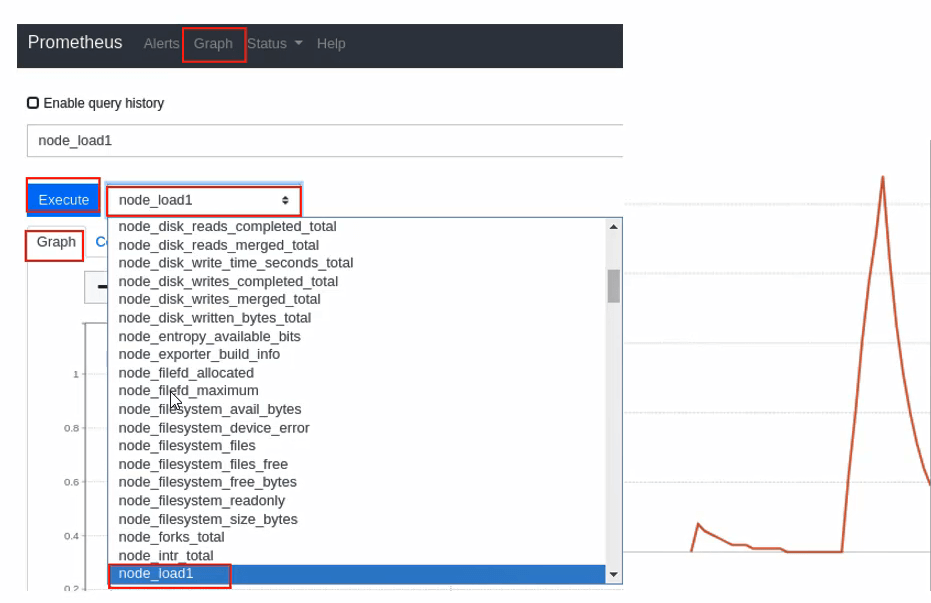 Prometheus Alerts Graph Status Help
Enable query history
node_load1
Execute node_load1
node_disk_reads_completed_total
Graph
node_disk_reads_merged_total
node_disk_write_time_seconds_total
node_disk_writes_completed_total
node_disk_writes_merged_total
node_disk_written_bytes_total
node_entropy_available_bits
node_exporter_build_info
node_filefd_allocated
1
node_filefd_maximum
node_filesystem_avail_bytes
0.8
node_filesystem_device_error
node_filesystem_files
node_filesystem_files_free
0.6
node_filesystem_free_bytes
node_filesystem_readonly
node_filesystem_size_bytes
0.4
node_forks_total
node_intr_total
node_load1
0.2